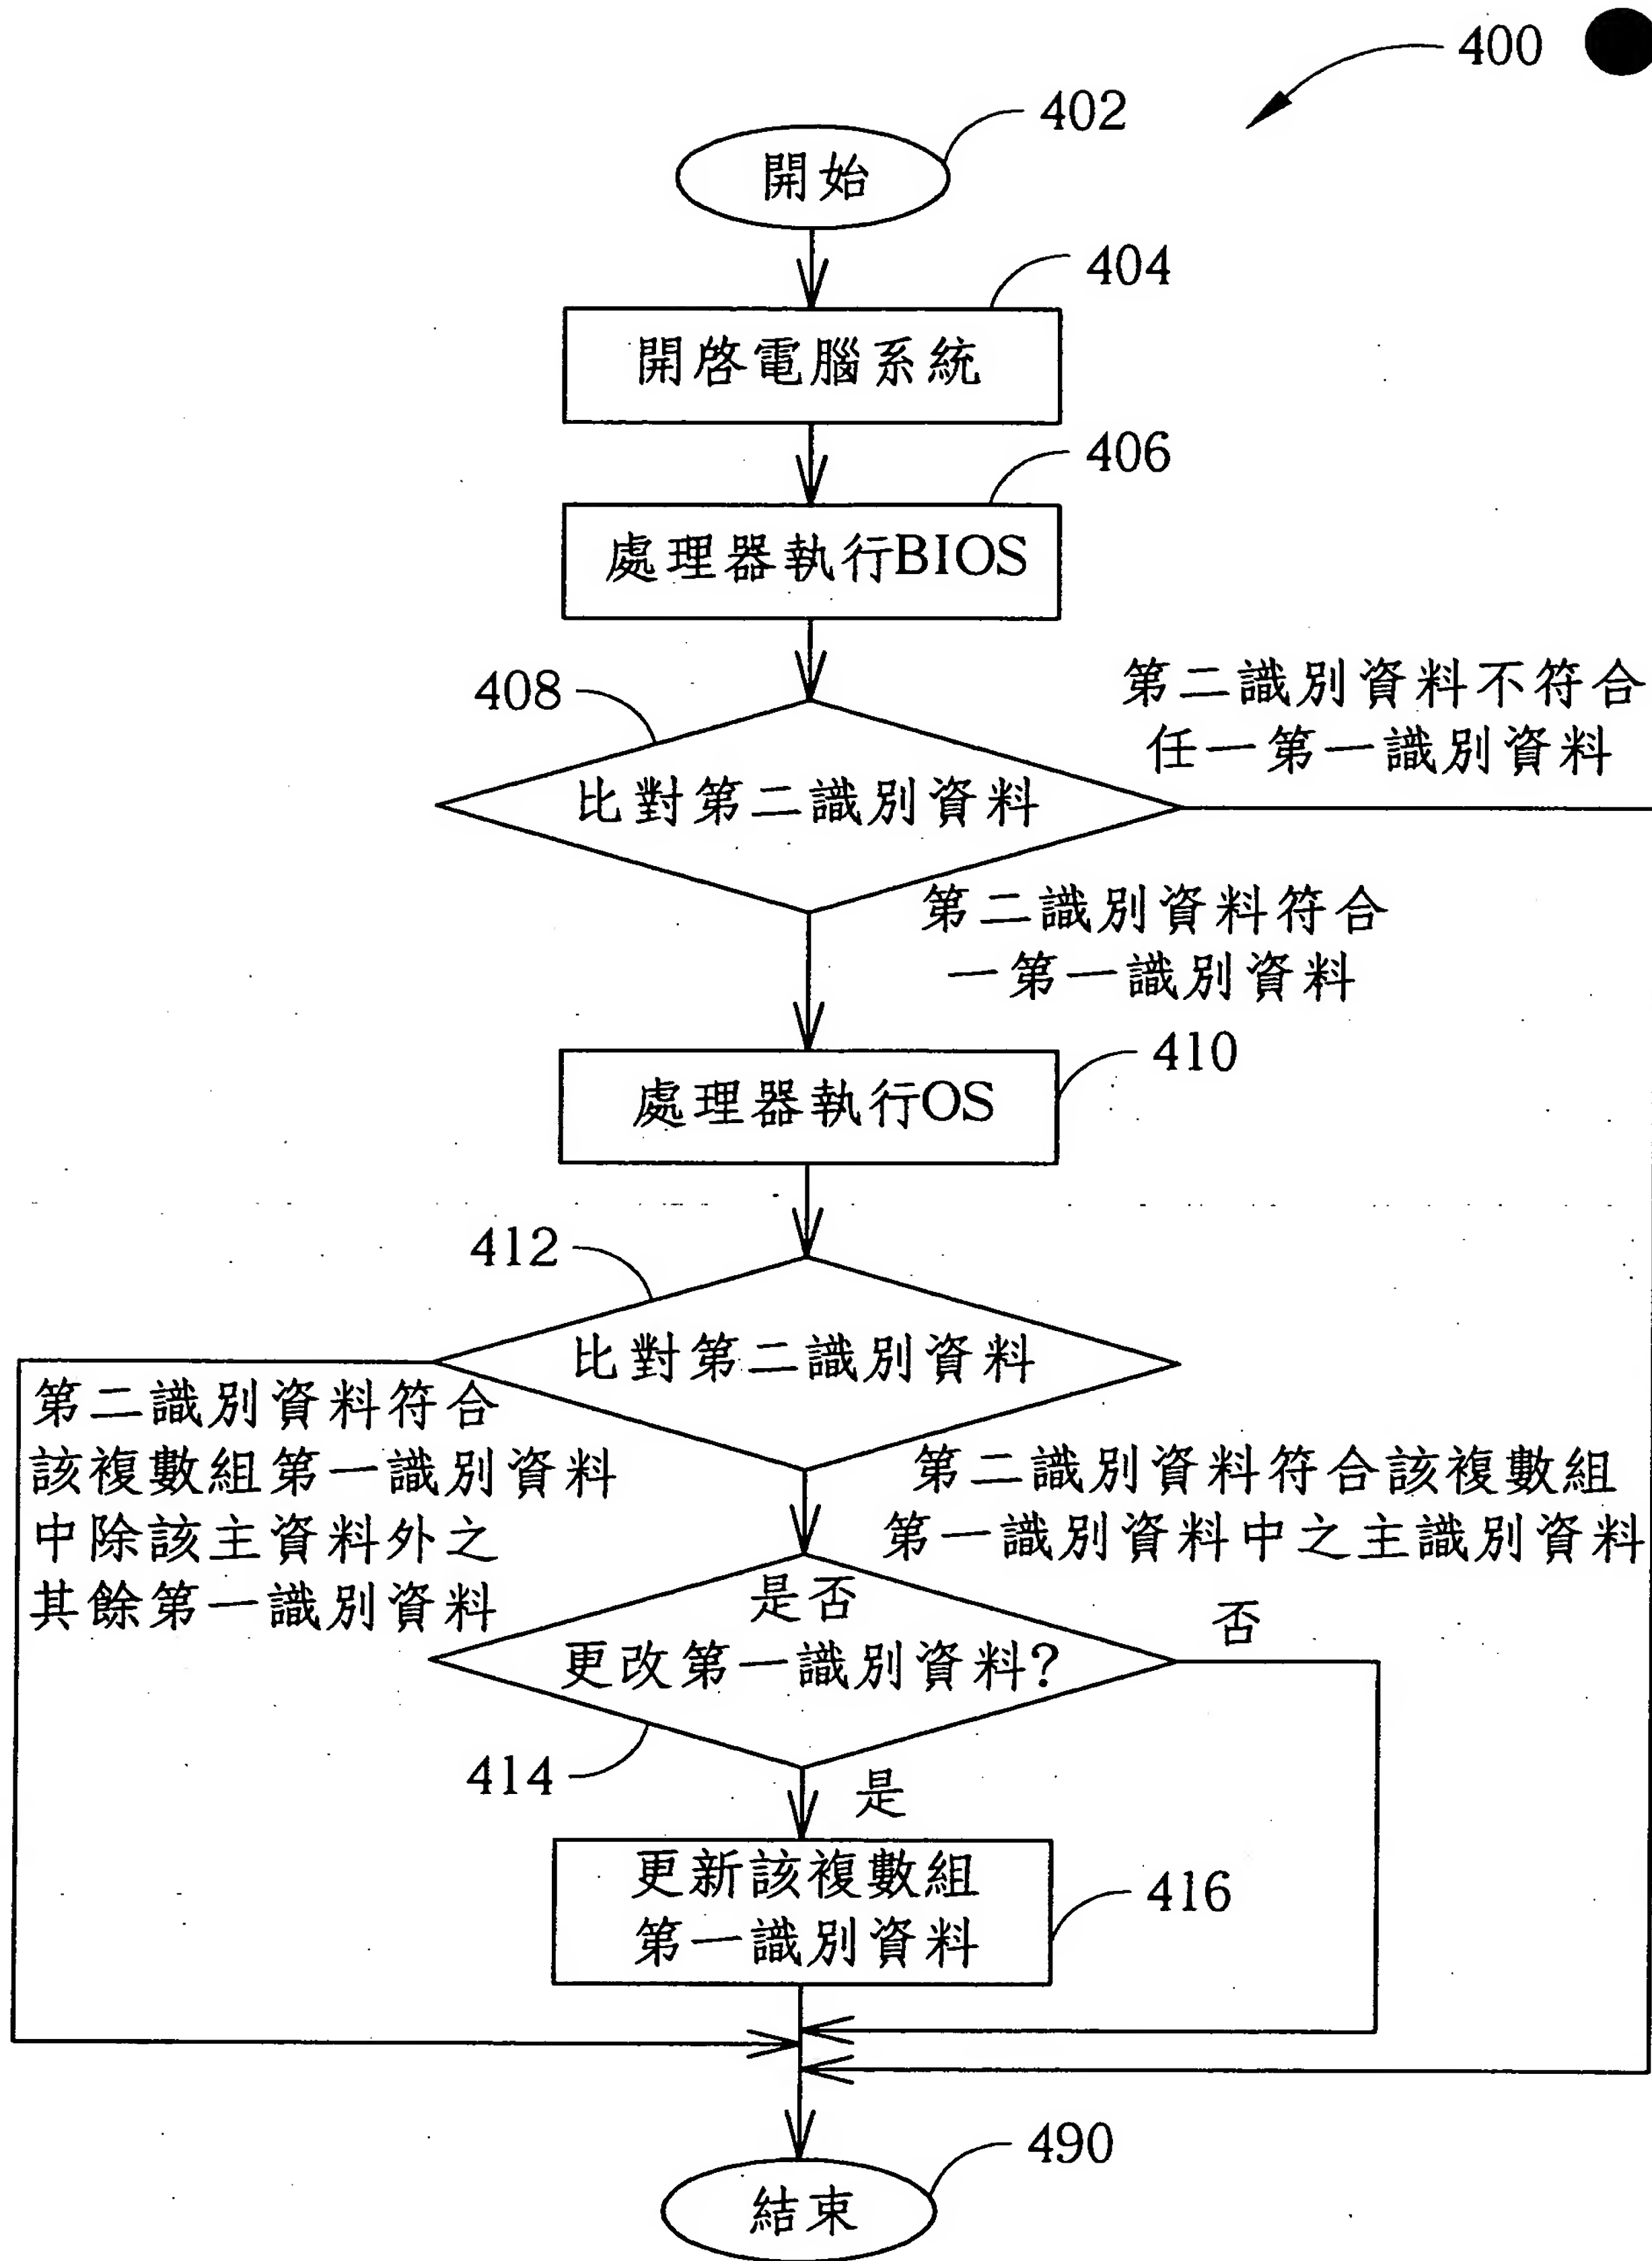 400
402
開始
404
開啓電腦系統
406
處理器執行BIOS
408
第二識別資料不符合
任一第一識別資料
比對第二識別資料
第二識別資料符合
一第一識別資料
410
處理器執行OS
412
比對第二識別資料
第二識別資料符合
該複數組第一識別資料
中除該主資料外之
其餘第一識別資料
第二識別資料符合該複數組
第一識別資料中之主識別資料
是否
更改第一識別資料?
否
414
是
更新該複數組
第一識別資料
416
490
結束